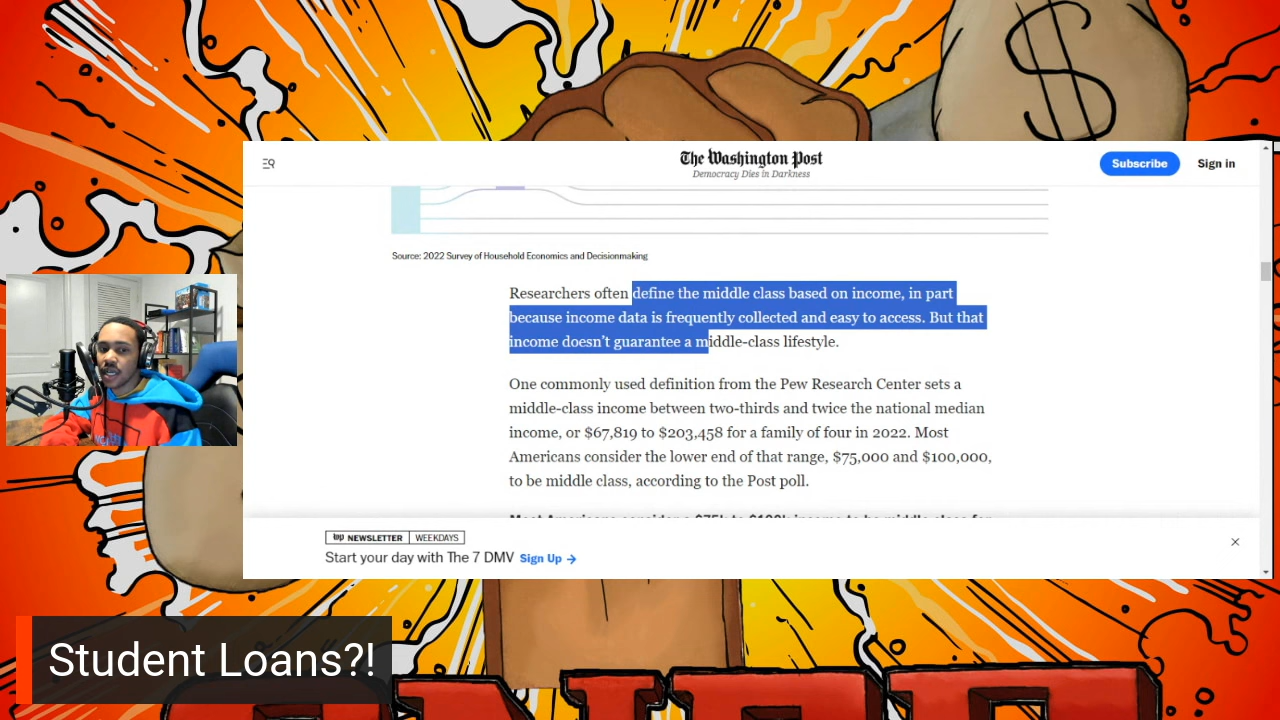 The Washington Post
Democracy Dies in Darkness
Subscribe
Sign in
Source: 2022 Survey of Household Economics and Decisionmaking
Researchers often define the middle class based on income, in part
because income data is frequently collected and easy to access. But that
income doesn't guarantee a middle-class lifestyle.
One commonly used definition from the Pew Research Center sets a
middle-class income between two-thirds and twice the national median
income, or $67,819 to $203,458 for a family of four in 2022. Most
Americans consider the lower end of that range, $75,000 and $100,000,
to be middle class, according to the Post poll.
wp NEWSLETTER WEEKDAYS
Start your day with The 7 DMV Sign Up →
Student Loans?!
$